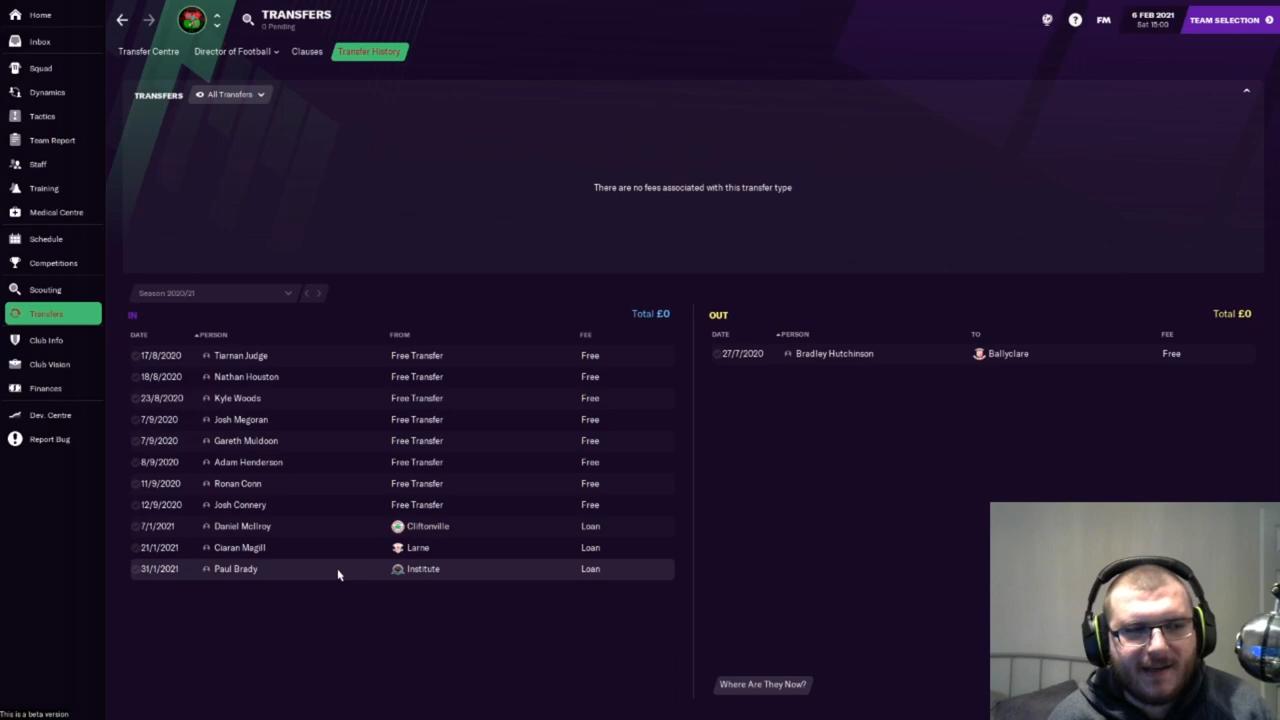 Home
Inbox
Squad
Dynamics
Tactics
Team Report
Staff
Training
Medical Centre
Schedule
Competitions
Scouting
Transfers
Club Info
Club Vision
Finances
Dev. Centre
Report Bug
This is a beta version
TRANSFERS
0 Pending
? FM 6 FEB 2021 TEAM SELECTION
Sat 15:00
Transfer Centre Director of Football Clauses Transfer History
TRANSFERS All Transfers
There are no fees associated with this transfer type
Season 2020/21
IN Total £0
DATE PERSON FROM FEE
17/8/2020 Tiarnan Judge Free Transfer Free
18/8/2020 Nathan Houston Free Transfer Free
23/8/2020 Kyle Woods Free Transfer Free
7/9/2020 Josh Megoran Free Transfer Free
7/9/2020 Gareth Muldoon Free Transfer Free
8/9/2020 Adam Henderson Free Transfer Free
11/9/2020 Ronan Conn Free Transfer Free
12/9/2020 Josh Connery Free Transfer Free
7/1/2021 Daniel McIlroy Cliftonville Loan
21/1/2021 Ciaran Magill Larne Loan
31/1/2021 Paul Brady Institute Loan
OUT Total £0
DATE PERSON TO FEE
27/7/2020 Bradley Hutchinson Ballyclare Free
Where Are They Now?